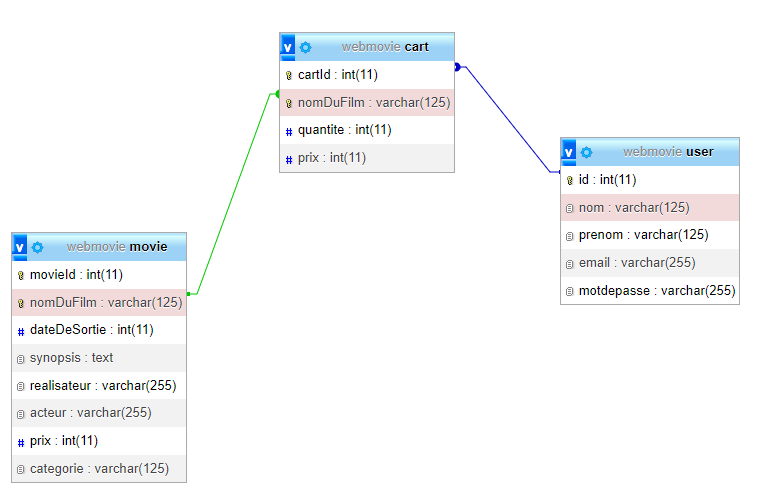 v webmovie cart
cartId : int(11)
nomDuFilm : varchar(125)
# quantite : int(11)
# prix : int(11)
v webmovie user
id : int(11)
nom : varchar(125)
prenom : varchar(125)
email : varchar(255)
motdepasse : varchar(255)
v webmovie movie
movieId : int(11)
nomDuFilm : varchar(125)
# dateDeSortie : int(11)
synopsis : text
realisateur : varchar(255)
acteur : varchar(255)
# prix : int(11)
categorie : varchar(125)